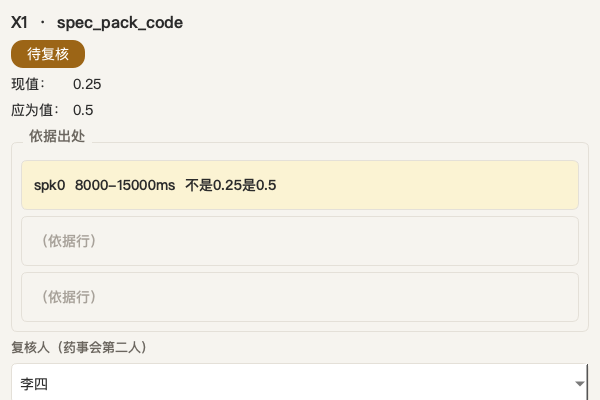 X1 · spec_pack_code
待复核
现值： 0.25
应为值： 0.5
依据出处
spk0 8000–15000ms 不是0.25是0.5
（依据行）
（依据行）
复核人（药事会第二人）
李四